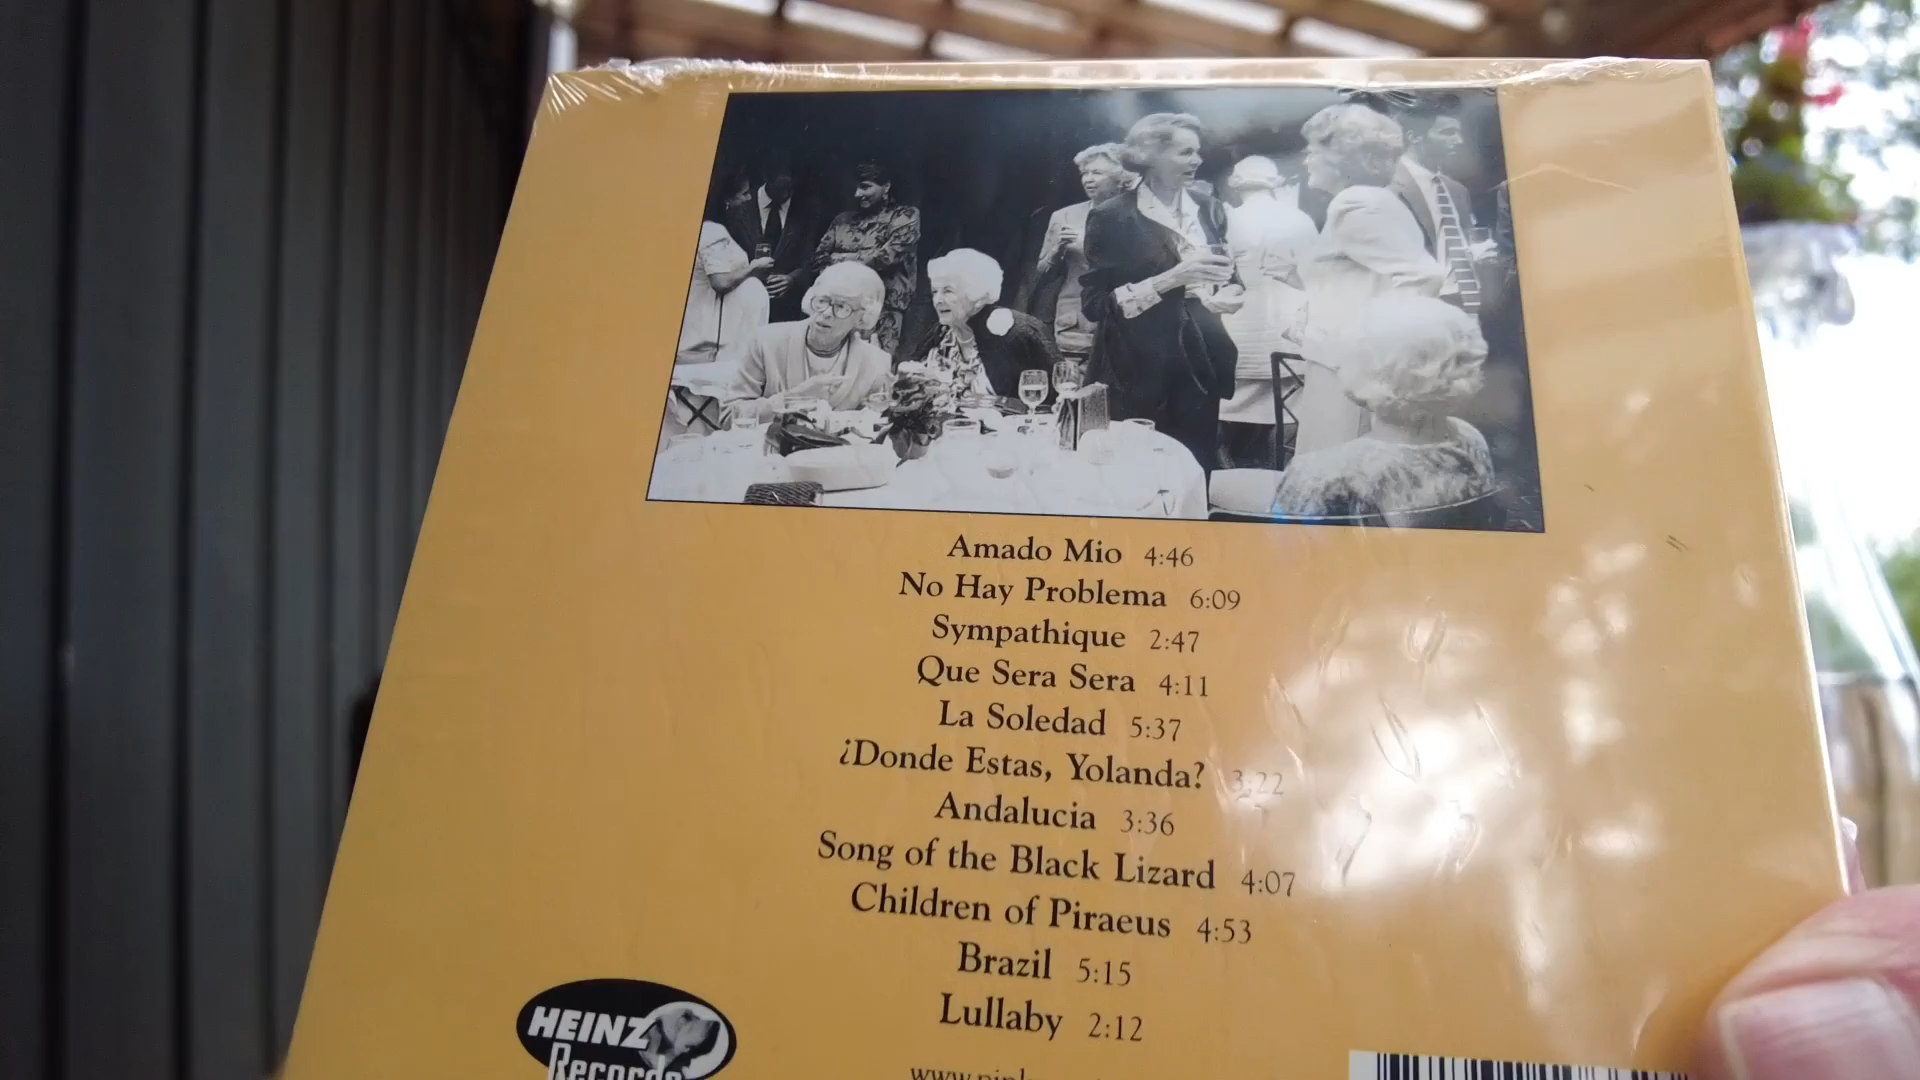 Amado Mio 4:46
No Hay Problema 6:09
Sympathique 2:47
Que Sera Sera 4:11
La Soledad 5:37
¿Donde Estas, Yolanda? 3:22
Andalucia 3:36
Song of the Black Lizard 4:07
Children of Piraeus 4:53
Brazil 5:15
Lullaby 2:12
HEINZ
Records